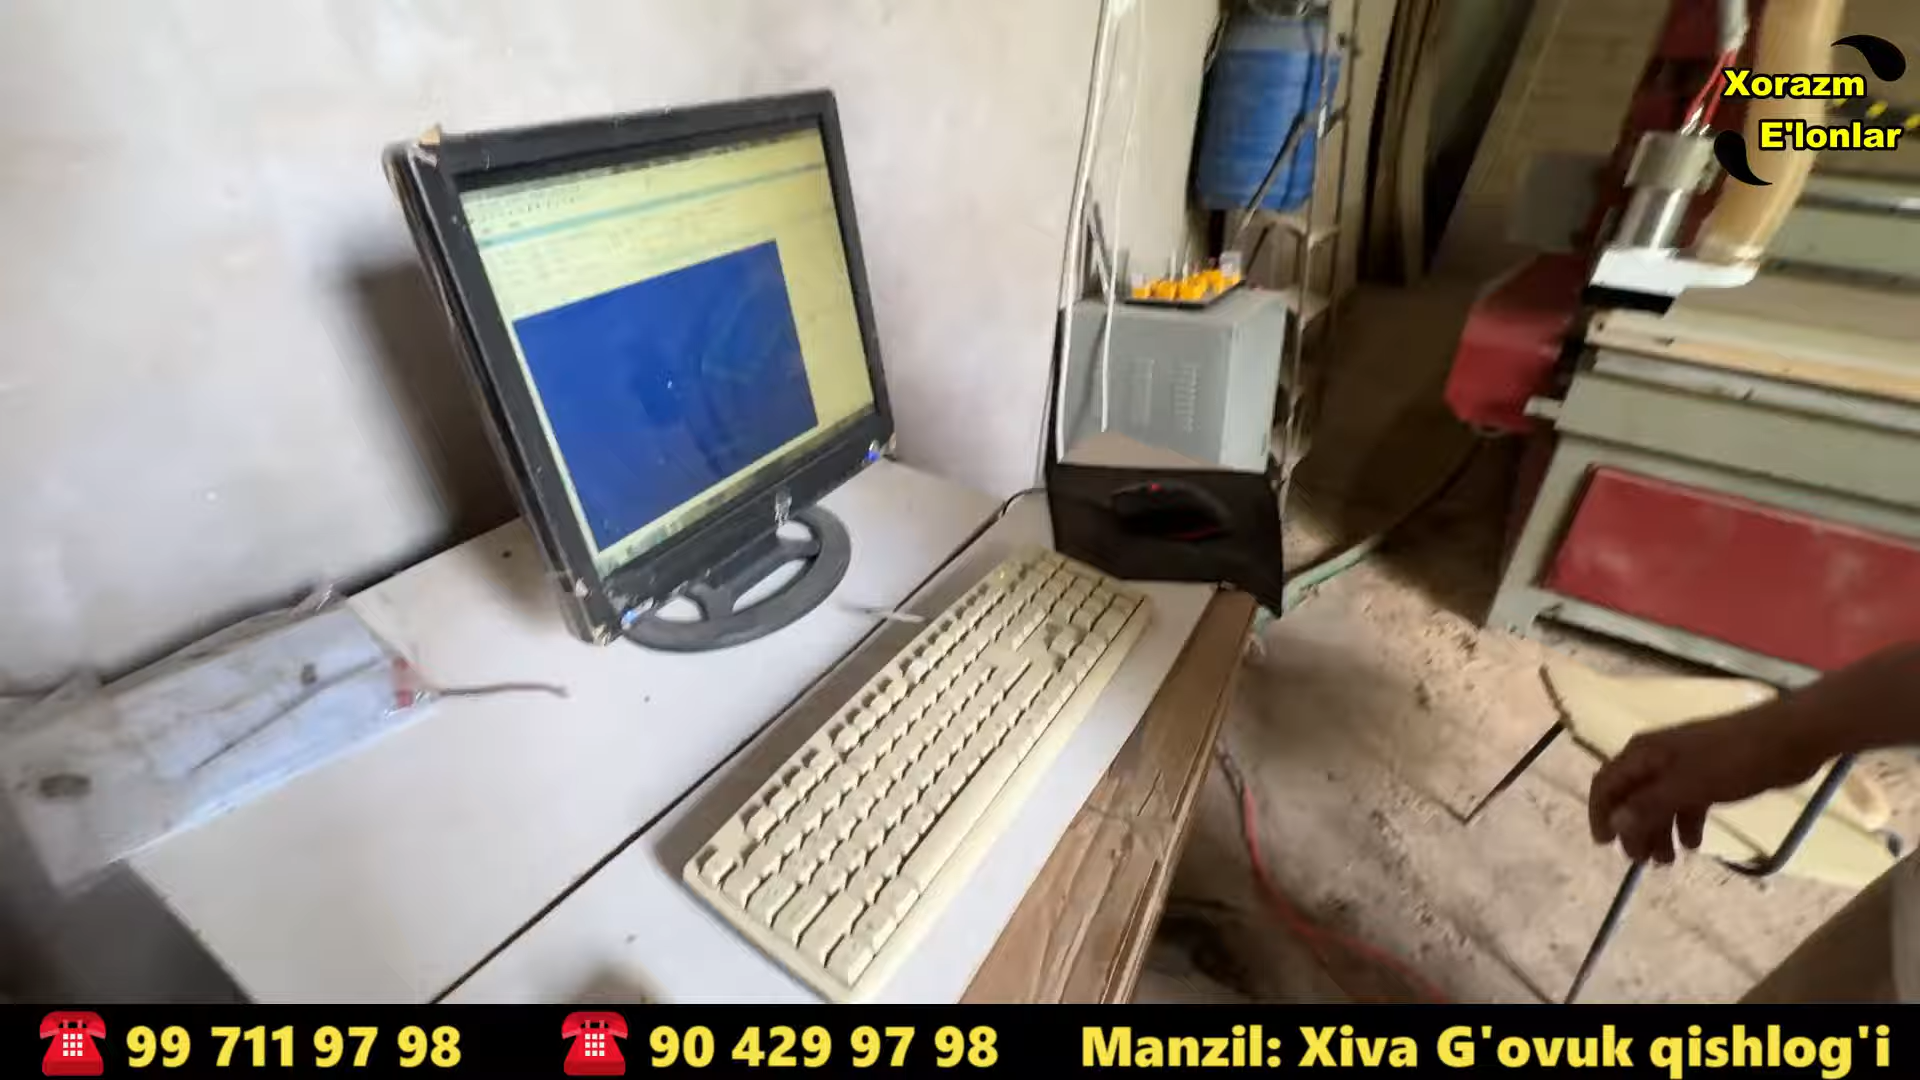 Xorazm
E'lonlar
99 711 97 98
90 429 97 98
Manzil: Xiva G'ovuk qishlog'i